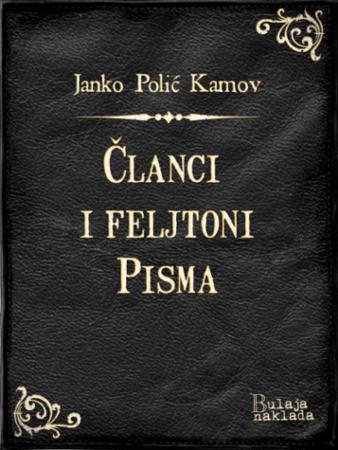 Janko Polić Kamov
Članci
i feljtoni
Pisma
Bulaja
naklada